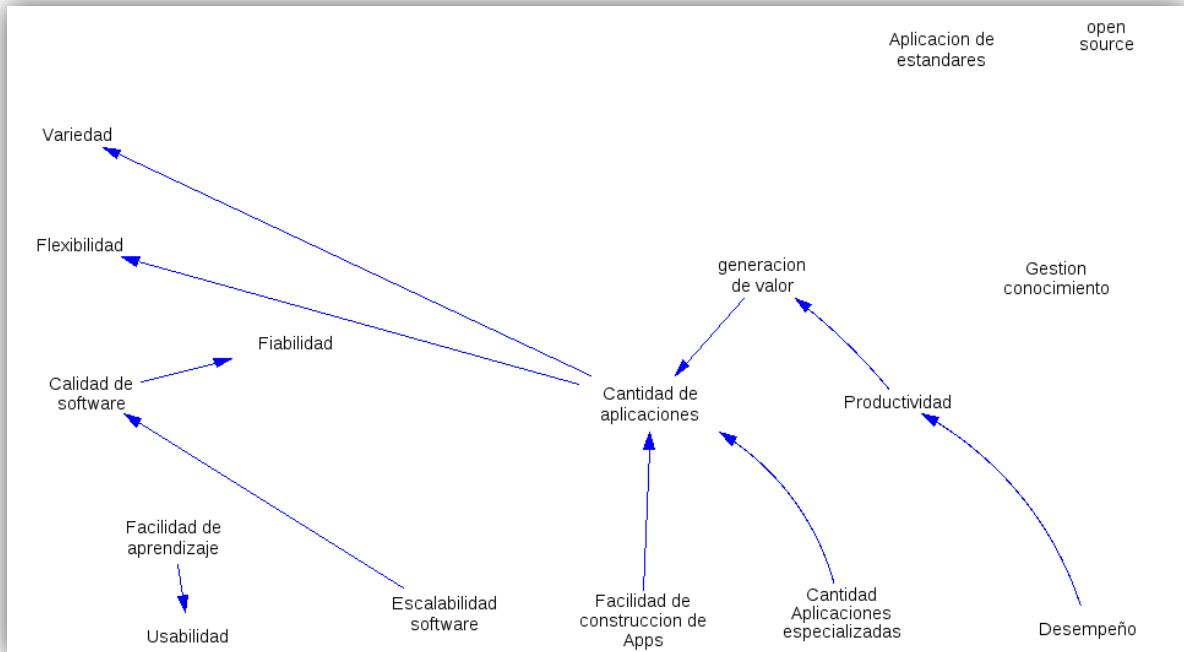 open
source
Aplicacion de
estandares
Variedad
Flexibilidad
generacion
de valor
Gestion
conocimiento
Fiabilidad
Calidad de
software
Cantidad de
aplicaciones
Productividad
Facilidad de
aprendizaje
Usabilidad
Escalabilidad
software
Facilidad de
construccion de
Apps
Cantidad
Aplicaciones
especializadas
Desempeño